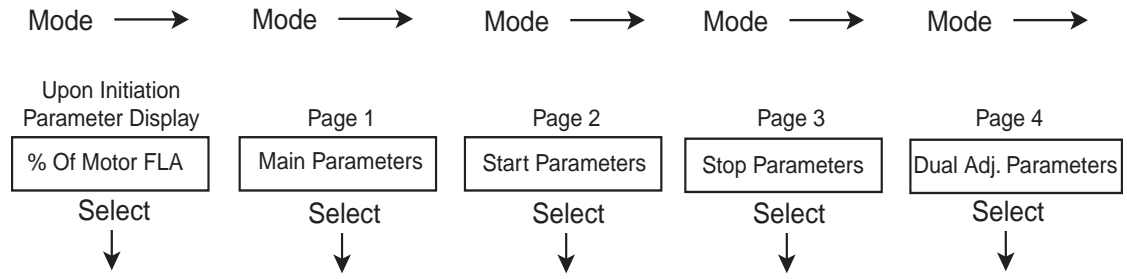 Mode Mode Mode Mode Mode
Upon Initiation
Parameter Display Page 1 Page 2 Page 3 Page 4
% Of Motor FLA Main Parameters Start Parameters Stop Parameters Dual Adj. Parameters
Select Select Select Select Select